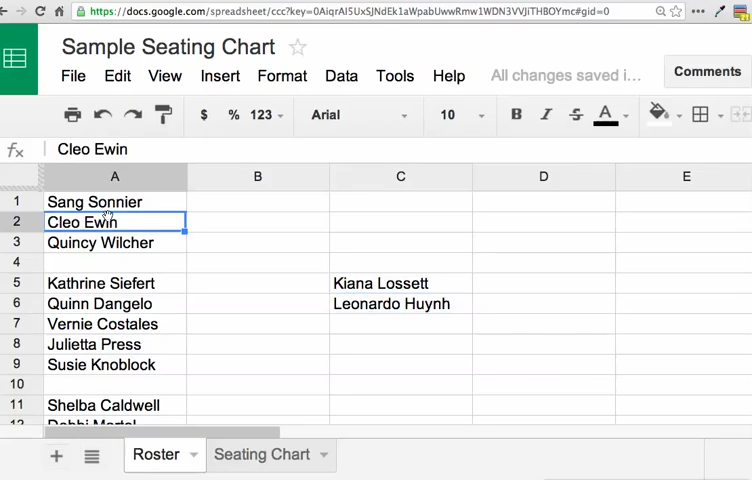 https://docs.google.com/spreadsheet/ccc?key=0AiqrAI5UxSJNdEk1aWpabUwwRmw1WDN3VVJiTHBOYmc#gid=0
Sample Seating Chart
File Edit View Insert Format Data Tools Help All changes saved i... Comments
$ % 123 Arial 10 B I S A
fx Cleo Ewin
A B C D E
1 Sang Sonnier
2 Cleo Ewin
3 Quincy Wilcher
4
5 Kathrine Siefert Kiana Lossett
6 Quinn Dangelo Leonardo Huynh
7 Vernie Costales
8 Julietta Press
9 Susie Knoblock
10
11 Shelba Caldwell
12
Roster Seating Chart